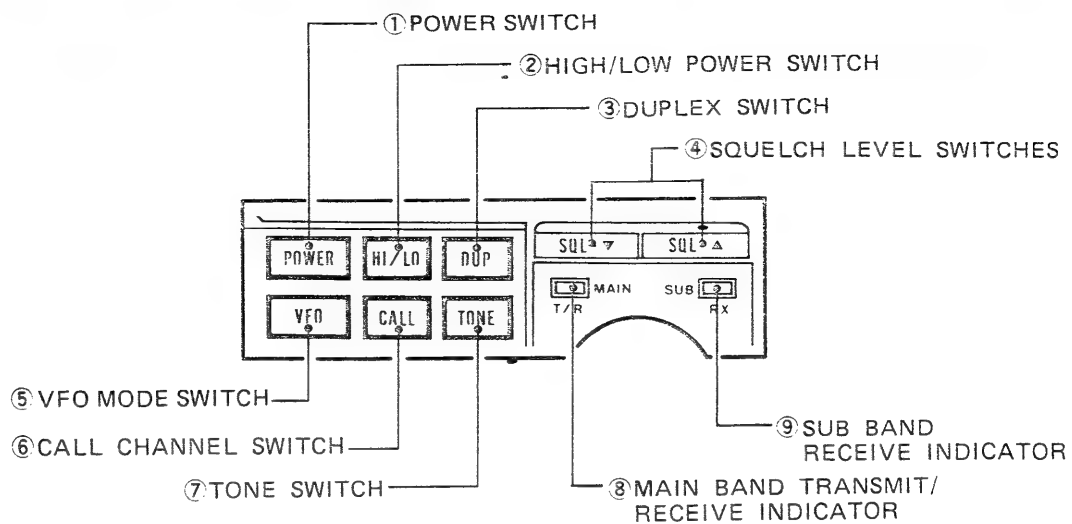 ①POWER SWITCH
②HIGH/LOW POWER SWITCH
③DUPLEX SWITCH
④SQUELCH LEVEL SWITCHES
SQL ▽ SQL △
POWER HI/LO DUP
MAIN SUB
T/R RX
VFO CALL TONE
⑤VFO MODE SWITCH
⑥CALL CHANNEL SWITCH
⑦TONE SWITCH
⑨SUB BAND
RECEIVE INDICATOR
⑧MAIN BAND TRANSMIT/
RECEIVE INDICATOR